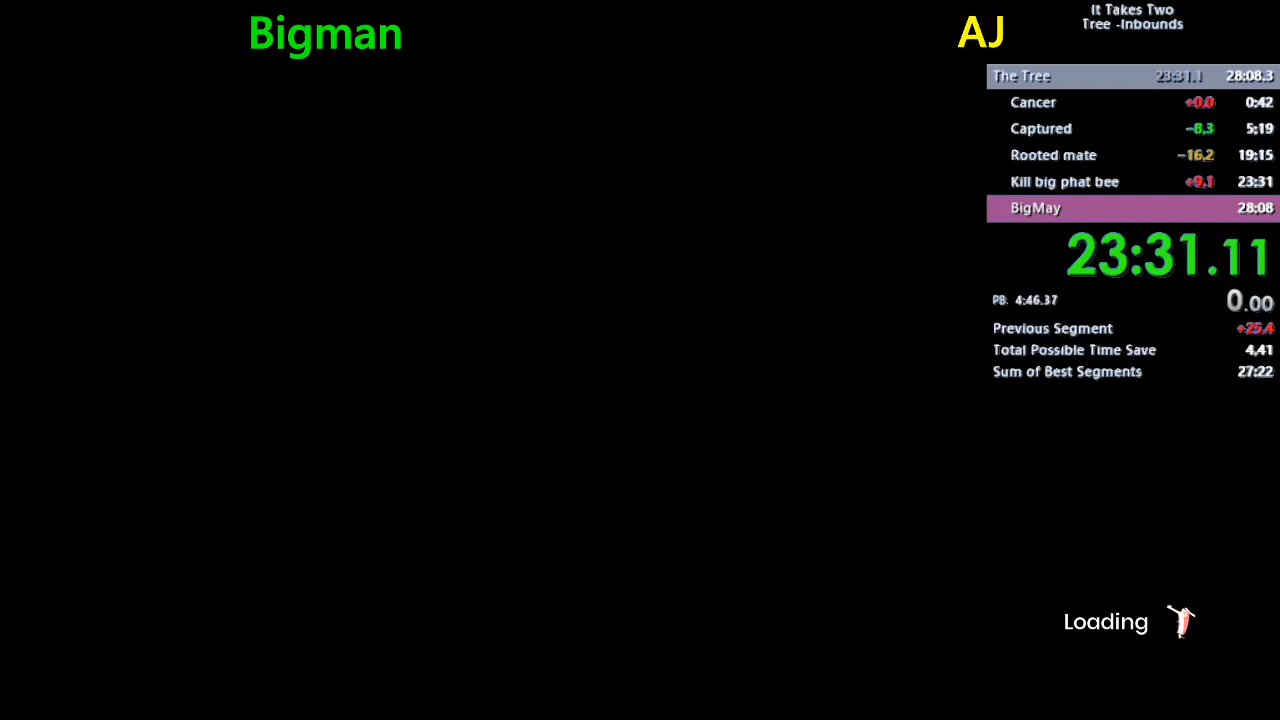 Bigman
AJ
It Takes Two
Tree -Inbounds
The Tree 23:31.1 28:08.3
Cancer +0.0 0:42
Captured −8.3 5:19
Rooted mate −16.2 19:15
Kill big phat bee +9.1 23:31
BigMay 28:08
23:31.11
PB: 4:46.37 0.00
Previous Segment +25.4
Total Possible Time Save 4.41
Sum of Best Segments 27:22
Loading